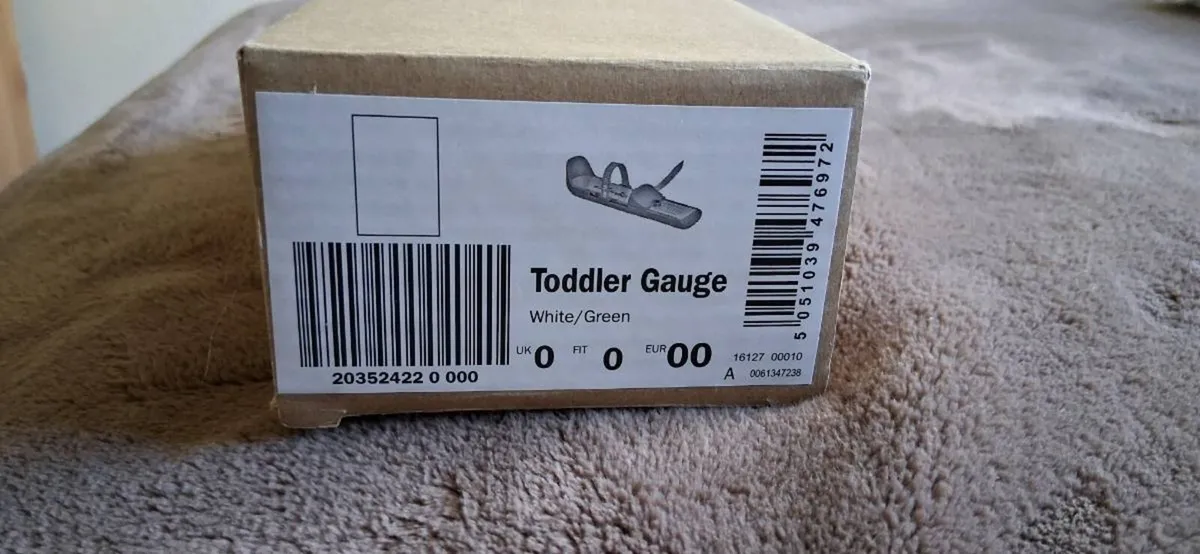 Toddler Gauge
White/Green
UK 0 FIT 0 EUR 00
20352422 0 000
16127 00010
A 0061347238
5 051039 476972